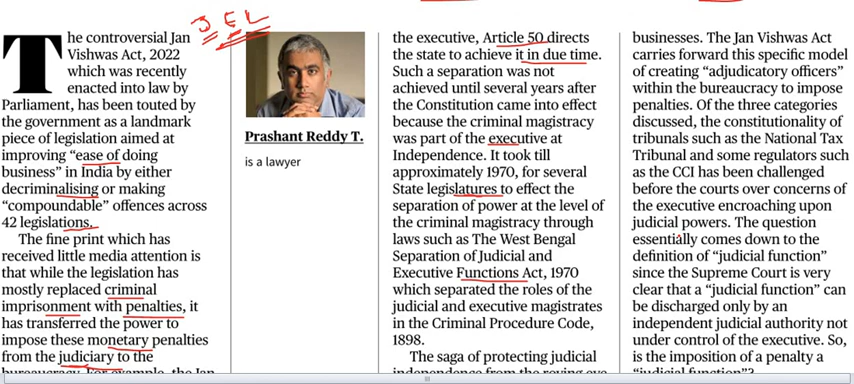 J E L
The controversial Jan
Vishwas Act, 2022
which was recently
enacted into law by
Parliament, has been touted by
the government as a landmark
piece of legislation aimed at
improving “ease of doing
business” in India by either
decriminalising or making
“compoundable” offences across
42 legislations.
The fine print which has
received little media attention is
that while the legislation has
mostly replaced criminal
imprisonment with penalties, it
has transferred the power to
impose these monetary penalties
from the judiciary to the
bureaucracy. For example, the Jan
Prashant Reddy T.
is a lawyer
the executive, Article 50 directs
the state to achieve it in due time.
Such a separation was not
achieved until several years after
the Constitution came into effect
because the criminal magistracy
was part of the executive at
Independence. It took till
approximately 1970, for several
State legislatures to effect the
separation of power at the level of
the criminal magistracy through
laws such as The West Bengal
Separation of Judicial and
Executive Functions Act, 1970
which separated the roles of the
judicial and executive magistrates
in the Criminal Procedure Code,
1898.
The saga of protecting judicial
independence from the roving eye
businesses. The Jan Vishwas Act
carries forward this specific model
of creating “adjudicatory officers”
within the bureaucracy to impose
penalties. Of the three categories
discussed, the constitutionality of
tribunals such as the National Tax
Tribunal and some regulators such
as the CCI has been challenged
before the courts over concerns of
the executive encroaching upon
judicial powers. The question
essentially comes down to the
definition of “judicial function”
since the Supreme Court is very
clear that a “judicial function” can
be discharged only by an
independent judicial authority not
under control of the executive. So,
is the imposition of a penalty a
“judicial function”?